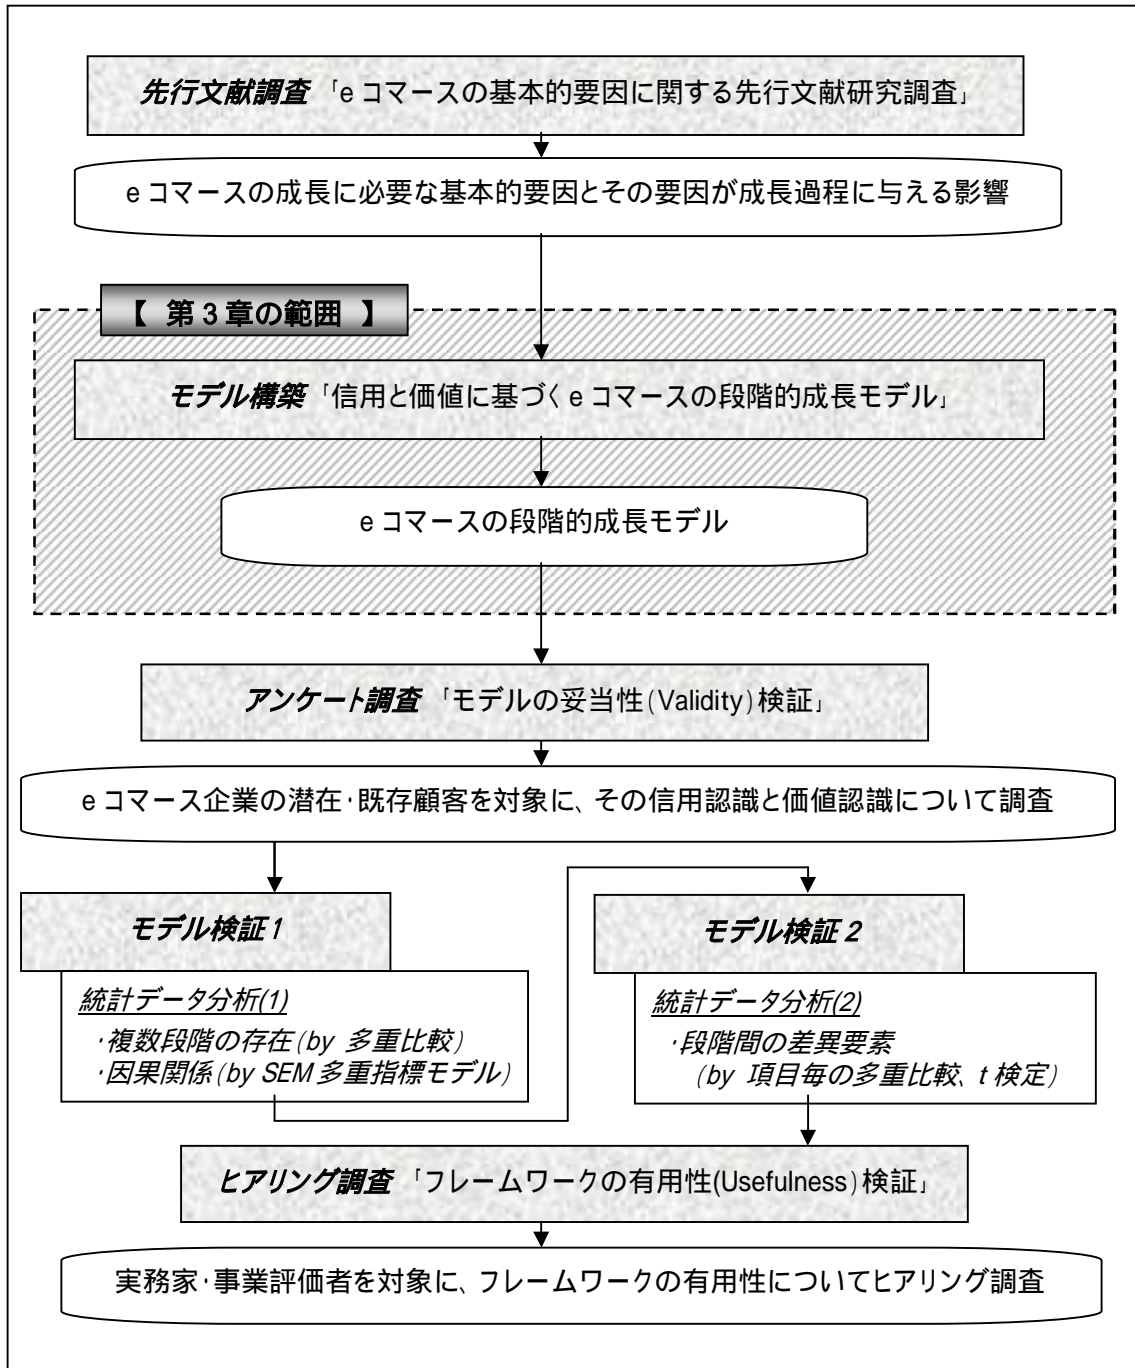 先行文献調査「eコマースの基本的要因に関する先行文献研究調査」
eコマースの成長に必要な基本的要因とその要因が成長過程に与える影響
【 第3章の範囲 】
モデル構築「信用と価値に基づくeコマースの段階的成長モデル」
eコマースの段階的成長モデル
アンケート調査「モデルの妥当性(Validity)検証」
eコマース企業の潜在・既存顧客を対象に、その信用認識と価値認識について調査
モデル検証1
統計データ分析(1)
・複数段階の存在(by 多重比較)
・因果関係(by SEM多重指標モデル)
モデル検証2
統計データ分析(2)
・段階間の差異要素
(by 項目毎の多重比較、t検定)
ヒアリング調査「フレームワークの有用性(Usefulness)検証」
実務家・事業評価者を対象に、フレームワークの有用性についてヒアリング調査